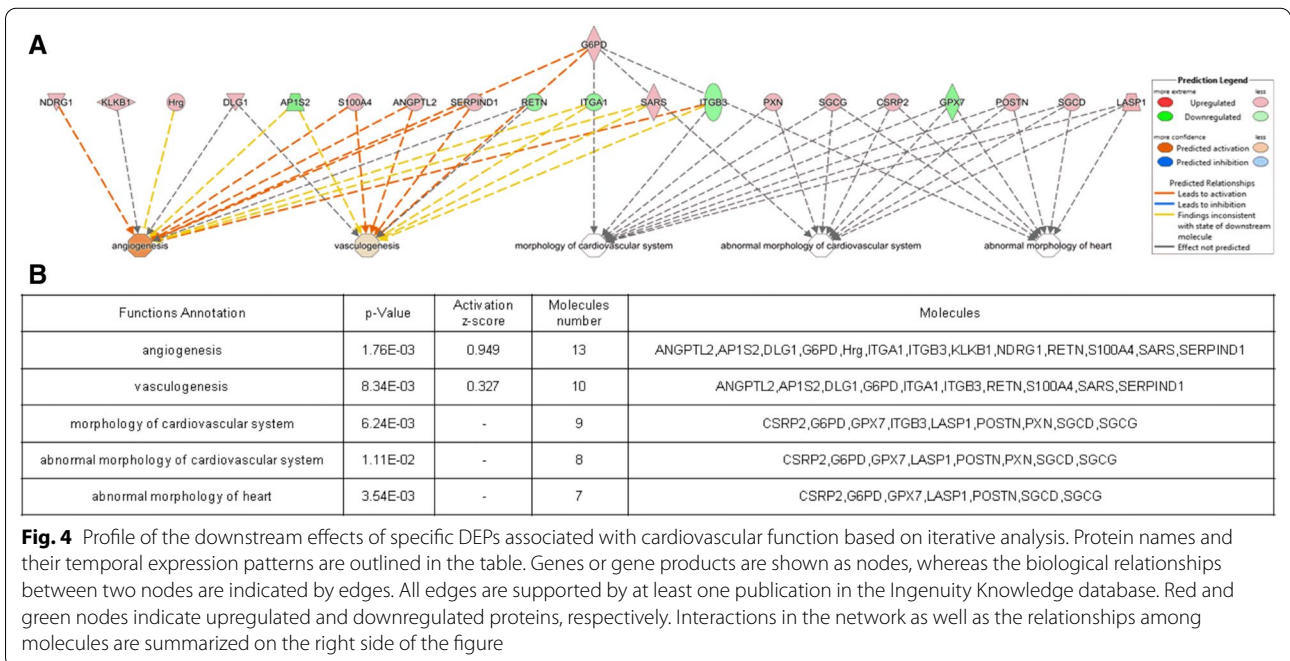 A
G6PD
NDRG1 KLKB1 Hrg DLG1 AP1S2 S100A4 ANGPTL2 SERPIND1 RETN ITGA1 SARS ITGB3 PXN SGCG CSRP2 GPX7 POSTN SGCD LASP1
angiogenesis vasculogenesis morphology of cardiovascular system abnormal morphology of cardiovascular system abnormal morphology of heart
Prediction Legend
more extreme less
Upregulated
Downregulated
more confidence less
Predicted activation
Predicted inhibition
Predicted Relationships
Leads to activation
Leads to inhibition
Findings inconsistent
with state of downstream
molecule
Effect not predicted
B
Functions Annotation p-Value Activation z-score Molecules number Molecules
angiogenesis 1.76E-03 0.949 13 ANGPTL2,AP1S2,DLG1,G6PD,Hrg,ITGA1,ITGB3,KLKB1,NDRG1,RETN,S100A4,SARS,SERPIND1
vasculogenesis 8.34E-03 0.327 10 ANGPTL2,AP1S2,DLG1,G6PD,ITGA1,ITGB3,RETN,S100A4,SARS,SERPIND1
morphology of cardiovascular system 6.24E-03 - 9 CSRP2,G6PD,GPX7,ITGB3,LASP1,POSTN,PXN,SGCD,SGCG
abnormal morphology of cardiovascular system 1.11E-02 - 8 CSRP2,G6PD,GPX7,LASP1,POSTN,PXN,SGCD,SGCG
abnormal morphology of heart 3.54E-03 - 7 CSRP2,G6PD,GPX7,LASP1,POSTN,SGCD,SGCG
Fig. 4 Profile of the downstream effects of specific DEPs associated with cardiovascular function based on iterative analysis. Protein names and
their temporal expression patterns are outlined in the table. Genes or gene products are shown as nodes, whereas the biological relationships
between two nodes are indicated by edges. All edges are supported by at least one publication in the Ingenuity Knowledge database. Red and
green nodes indicate upregulated and downregulated proteins, respectively. Interactions in the network as well as the relationships among
molecules are summarized on the right side of the figure